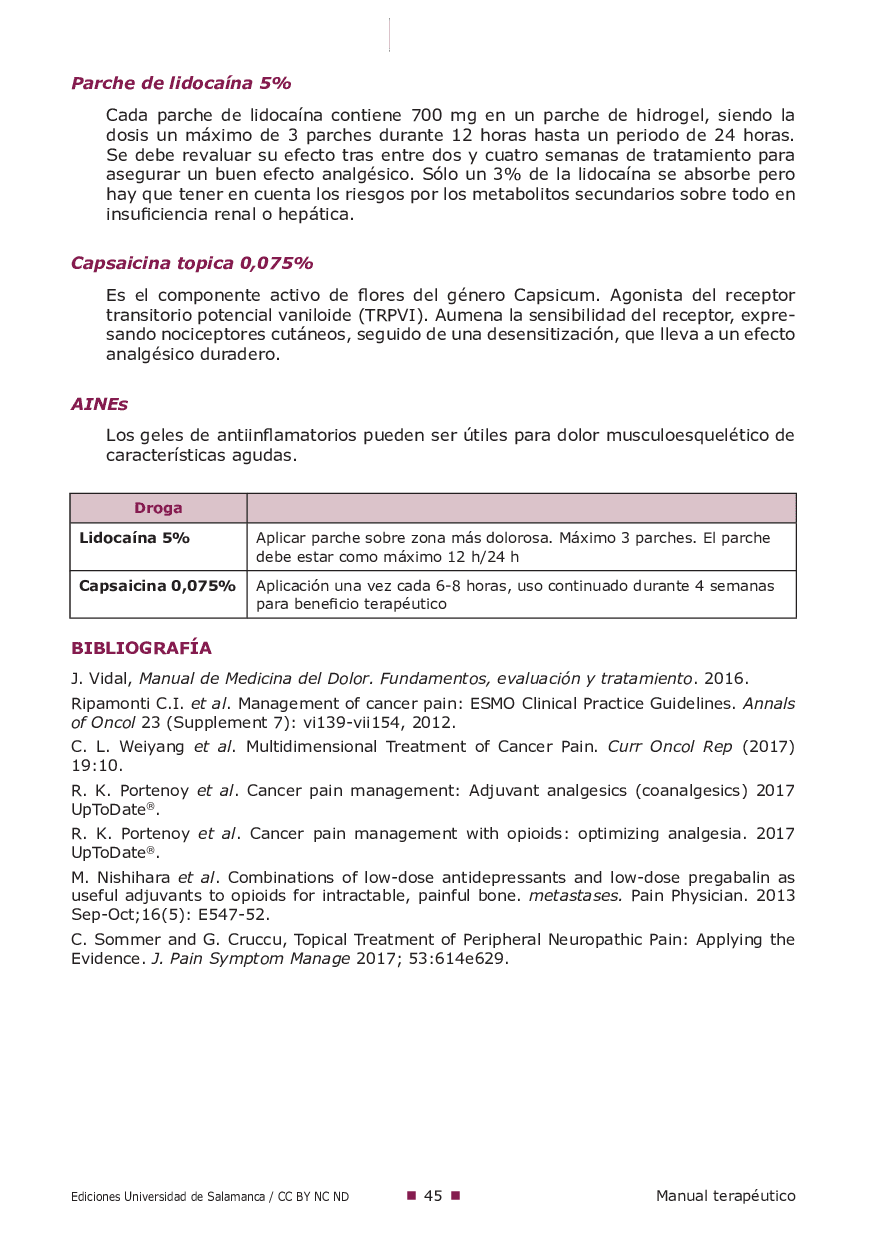 Parche de lidocaína 5%
Cada parche de lidocaína contiene 700 mg en un parche de hidrogel, siendo la
dosis un máximo de 3 parches durante 12 horas hasta un periodo de 24 horas.
Se debe revaluar su efecto tras entre dos y cuatro semanas de tratamiento para
asegurar un buen efecto analgésico. Sólo un 3% de la lidocaína se absorbe pero
hay que tener en cuenta los riesgos por los metabolitos secundarios sobre todo en
insuficiencia renal o hepática.
Capsaicina topica 0,075%
Es el componente activo de flores del género Capsicum. Agonista del receptor
transitorio potencial vaniloide (TRPVI). Aumena la sensibilidad del receptor, expre-
sando nociceptores cutáneos, seguido de una desensitización, que lleva a un efecto
analgésico duradero.
AINEs
Los geles de antiinflamatorios pueden ser útiles para dolor musculoesquelético de
características agudas.
Droga
Lidocaína 5% Aplicar parche sobre zona más dolorosa. Máximo 3 parches. El parche
debe estar como máximo 12 h/24 h
Capsaicina 0,075% Aplicación una vez cada 6-8 horas, uso continuado durante 4 semanas
para beneficio terapéutico
BIBLIOGRAFÍA
J. Vidal, Manual de Medicina del Dolor. Fundamentos, evaluación y tratamiento. 2016.
Ripamonti C.I. et al. Management of cancer pain: ESMO Clinical Practice Guidelines. Annals
of Oncol 23 (Supplement 7): vi139-vii154, 2012.
C. L. Weiyang et al. Multidimensional Treatment of Cancer Pain. Curr Oncol Rep (2017)
19:10.
R. K. Portenoy et al. Cancer pain management: Adjuvant analgesics (coanalgesics) 2017
UpToDate®.
R. K. Portenoy et al. Cancer pain management with opioids: optimizing analgesia. 2017
UpToDate®.
M. Nishihara et al. Combinations of low-dose antidepressants and low-dose pregabalin as
useful adjuvants to opioids for intractable, painful bone. metastases. Pain Physician. 2013
Sep-Oct;16(5): E547-52.
C. Sommer and G. Cruccu, Topical Treatment of Peripheral Neuropathic Pain: Applying the
Evidence. J. Pain Symptom Manage 2017; 53:614e629.
Ediciones Universidad de Salamanca / CC BY NC ND ■ 45 ■ Manual terapéutico